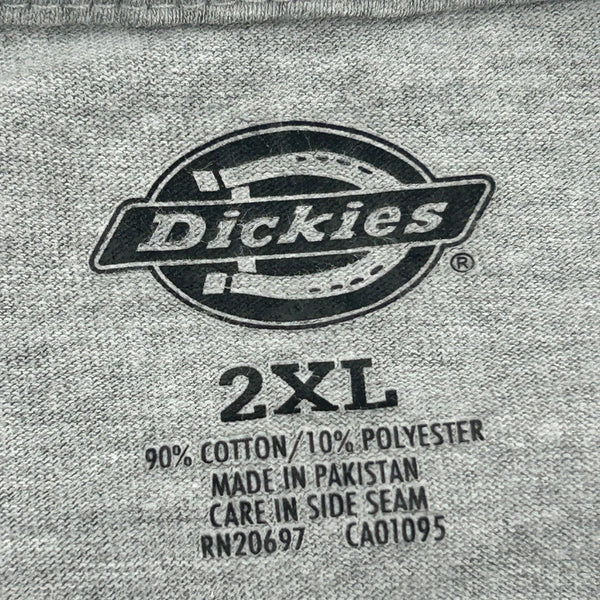 Dickies
®
2XL
90% COTTON/10% POLYESTER
MADE IN PAKISTAN
CARE IN SIDE SEAM
RN20697 CA01095